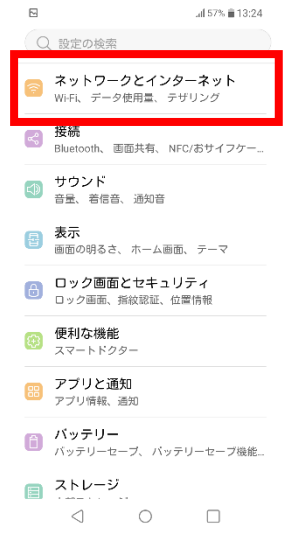 57% 13:24
設定の検索
ネットワークとインターネット
Wi-Fi、 データ使用量、 テザリング
接続
Bluetooth、 画面共有、 NFC/おサイフケー...
サウンド
音量、 着信音、 通知音
表示
画面の明るさ、 ホーム画面、 テーマ
ロック画面とセキュリティ
ロック画面、指紋認証、位置情報
便利な機能
スマートドクター
アプリと通知
アプリ情報、通知
バッテリー
バッテリーセーブ、 バッテリーセーブ機能...
ストレージ